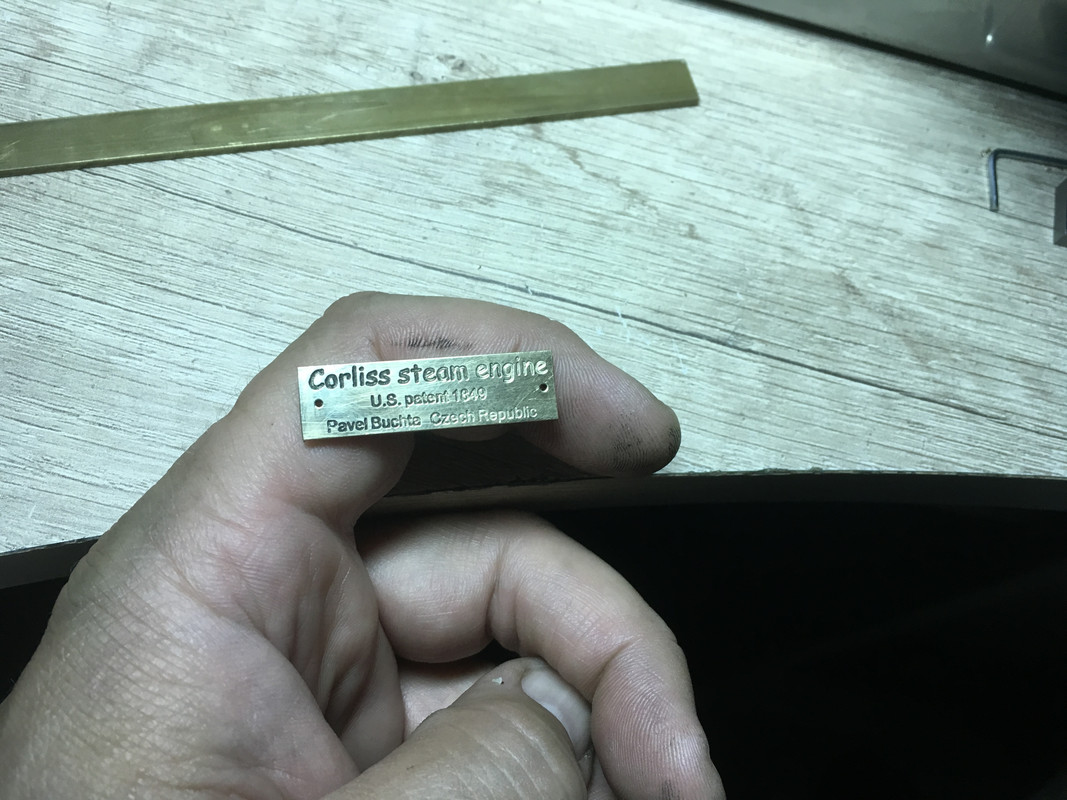 Corliss steam engine
U.S. patent 1849
Pavel Buchta Czech Republic